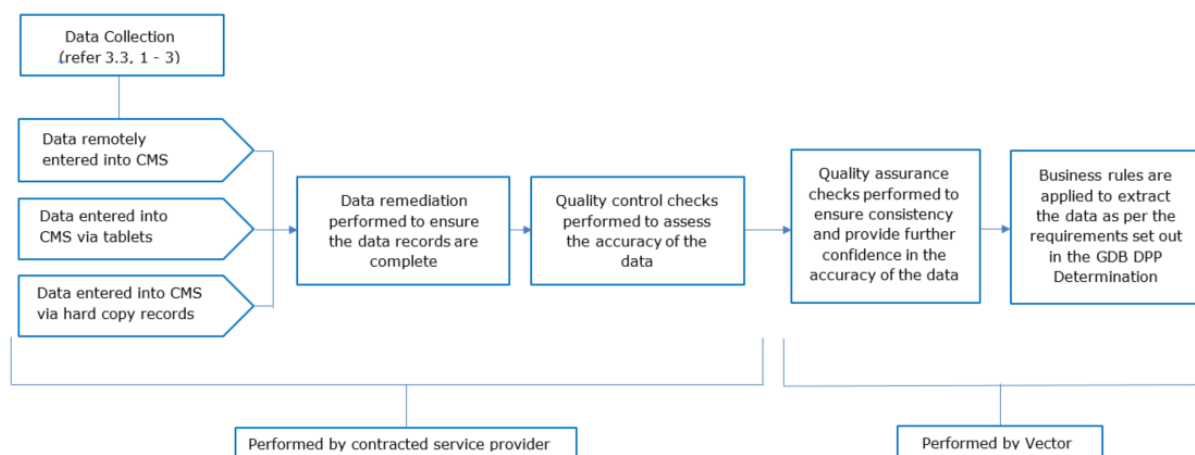 Data Collection
(refer 3.3, 1 - 3)
Data remotely
entered into CMS
Data entered into
CMS via tablets
Data entered into CMS
via hard copy records
Data remediation
performed to ensure
the data records are
complete
Quality control checks
performed to assess
the accuracy of the
data
Quality assurance
checks performed to
ensure consistency
and provide further
confidence in the
accuracy of the data
Business rules are
applied to extract
the data as per the
requirements set out
in the GDB DPP
Determination
Performed by contracted service provider
Performed by Vector